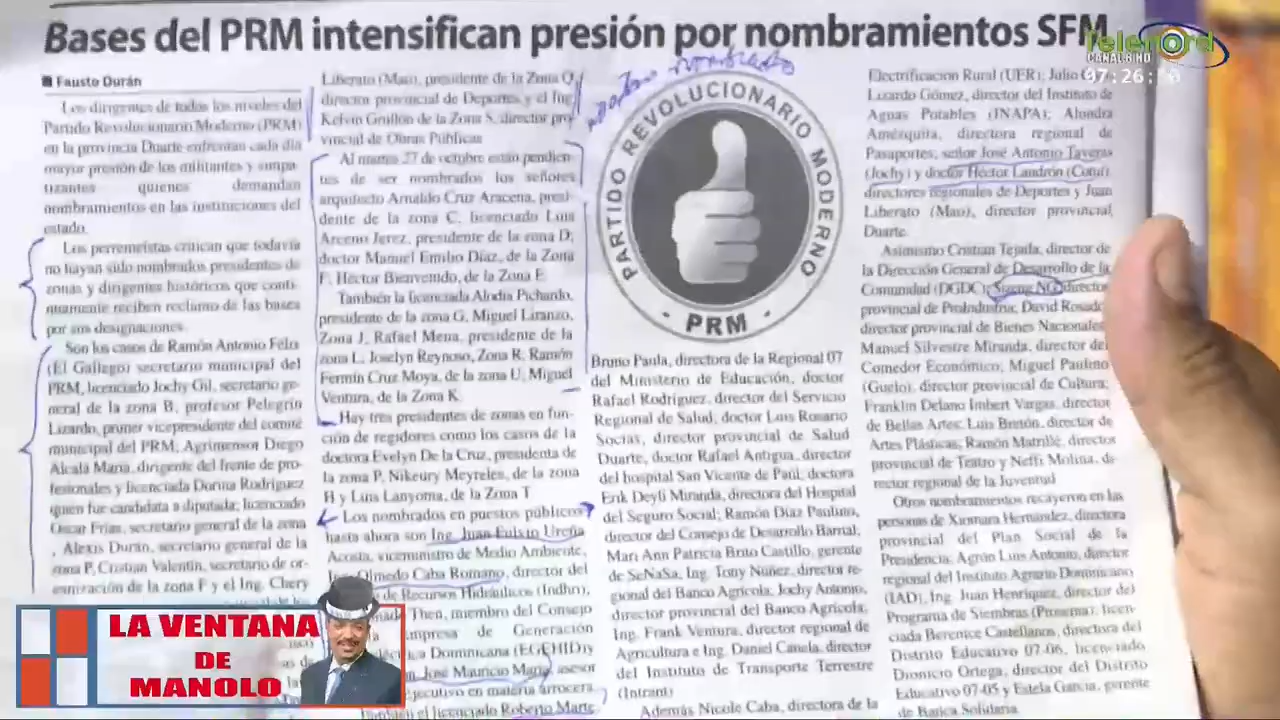 Bases del PRM intensifican presión por nombramientos SFM
Telenord
CANAL 8 HD
07:26
Fausto Durán
Los dirigentes de todos los niveles del
Partido Revolucionario Moderno (PRM)
en la provincia Duarte enfrentan cada día
mayor presión de los militantes y simpa-
tizantes quienes demandan
nombramientos en las instituciones del
estado.
Los perremeístas critican que todavía
no hayan sido nombrados presidentes de
zonas y dirigentes históricos que conti-
nuamente reciben reclamo de las bases
por sus designaciones.
Son los casos de Ramón Antonio Félix
(El Gallego) secretario municipal del
PRM, licenciado Jochy Gil, secretario ge-
neral de la zona B, profesor Pelegrín
Lizardo, primer vicepresidente del comité
municipal del PRM, Agrimensor Diego
Alcalá María, dirigente del frente de pro-
fesionales y licenciada Dorina Rodríguez
quien fue candidata a diputada; licenciado
Oscar Frías, secretario general de la zona
, Alexis Durán, secretario general de la
zona P, Cristian Valentín, secretario de or-
ganización de la zona F y el Ing. Chery
Liberato (Mao), presidente de la Zona Q,
director provincial de Deportes y el Ing.
Kelvin Grullón de la Zona S, director pro-
vincial de Obras Públicas
Al martes 27 de octubre están pendien-
tes de ser nombrados los señores
arquitecto Arnaldo Cruz Aracena, presi-
dente de la zona C, licenciado Luis
Arceno Jerez, presidente de la zona D;
doctor Manuel Emilio Díaz, de la Zona
F, Héctor Bienvenido, de la Zona E
También la licenciada Alodia Pichardo,
presidente de la zona G, Miguel Liranzo,
Zona J, Rafael Mena, presidente de la
zona L, Joselyn Reynoso, Zona R, Ramón
Fermín Cruz Moya, de la zona U, Miguel
Ventura, de la Zona K.
Hay tres presidentes de zonas en fun-
ción de regidores como los casos de la
doctora Evelyn De la Cruz, presidenta de
la zona P, Nikeury Meyreles, de la zona
H y Luis Lanyoma, de la Zona T
Los nombrados en puestos públicos
hasta ahora son Ing. Juan Eulixio Ureña
Acosta, viceministro de Medio Ambiente,
Olmedo Caba Romano, director del
de Recursos Hidráulicos (Indhri),
Then, miembro del Consejo
mpresa de Generación
Dominicana (EGEHID)
José Mauricio María, asesor
ejecutivo en materia arrocera
También el licenciado Roberto Marte
nombrado
PARTIDO REVOLUCIONARIO MODERNO
PRM
Bruno Paula, directora de la Regional 07
del Ministerio de Educación, doctor
Rafael Rodríguez, director del Servicio
Regional de Salud, doctor Luis Rosario
Socias, director provincial de Salud
Duarte, doctor Rafael Antigua, director
del hospital San Vicente de Paúl, doctora
Erik Deyli Miranda, directora del Hospital
del Seguro Social; Ramón Díaz Paulino,
director del Consejo de Desarrollo Barrial,
Mari Ann Patricia Brito Castillo, gerente
de SeNaSa, Ing. Tony Núñez, director re-
gional del Banco Agrícola; Jochy Antonio,
director provincial del Banco Agrícola,
Ing. Frank Ventura, director regional de
Agricultura e Ing. Daniel Canela, director
del Instituto de Transporte Terrestre
(Intrant)
Además Nicole Caba, directora de la
Electrificación Rural (UER); Julio
Lizardo Gómez, director del Instituto de
Aguas Potables (INAPA); Alondra
Amézquita, directora regional de
Pasaportes; señor José Antonio Taveras
(Jochy) y doctor Héctor Landrón
directores regionales de Deportes y Juan
Liberato (Mao), director provincial,
Duarte.
Asimismo Cristian Tejada, director de
la Dirección General de Desarrollo de la
Comunidad (DGDC); Sizeng NG director
provincial de ProIndustria; David Rosado
director provincial de Bienes Nacionales
Manuel Silvestre Miranda, director del
Comedor Económico, Miguel Paulino
(Guelo), director provincial de Cultura;
Franklin Delano Imbert Vargas, director
de Bellas Artes; Luis Bretón, director de
Artes Plásticas, Ramón Matrillé, director
provincial de Teatro y Neffi Molina, di-
rector regional de la Juventud
Otros nombramientos recayeron en las
personas de Xiomara Hernández, directora
provincial del Plan Social de la
Presidencia; Agrón Luis Antonio, director
regional del Instituto Agrario Dominicano
(IAD), Ing. Juan Henríquez, director del
Programa de Siembras (Prosema), licen-
ciada Berenice Castellanos, directora del
Distrito Educativo 07-06, licenciado
Dionicio Ortega, director del Distrito
Educativo 07-05 y Estela García, gerente
de Banca Solidaria.
LA VENTANA
DE
MANOLO